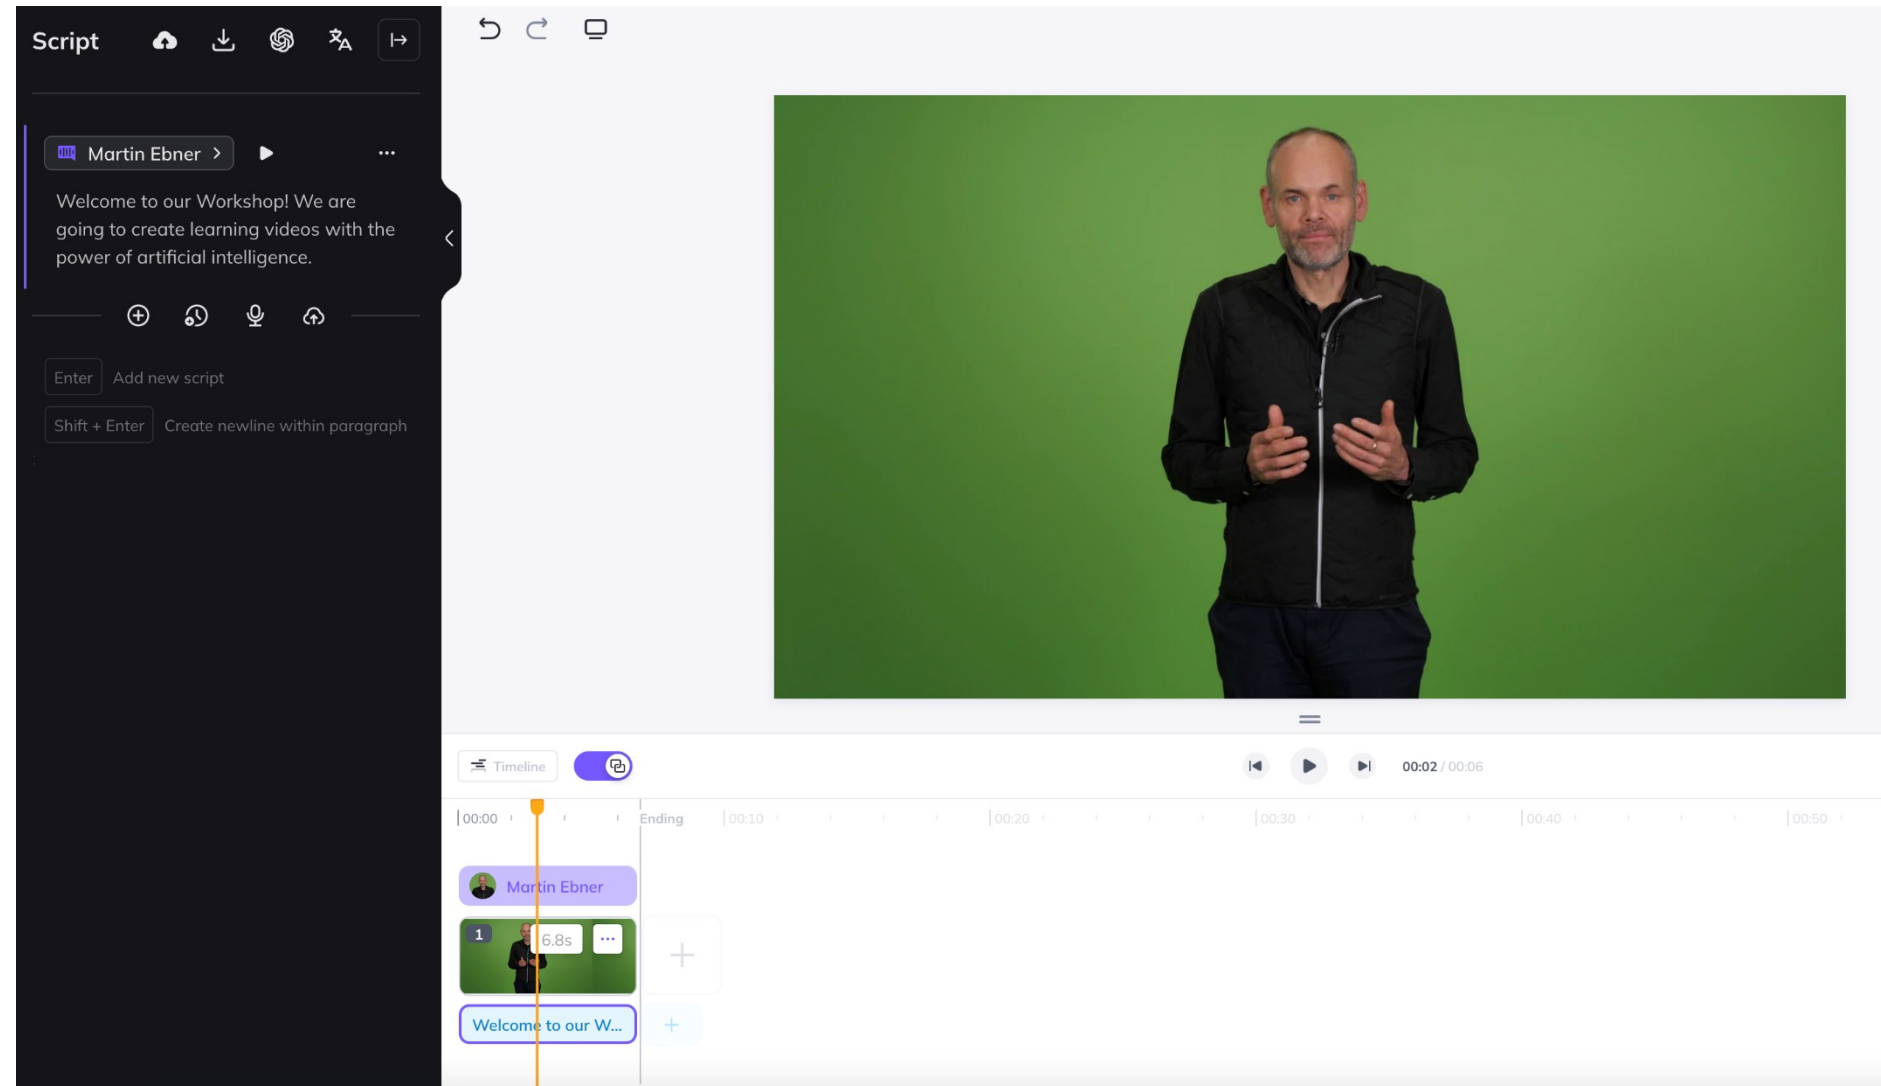 Script
Martin Ebner
Welcome to our Workshop! We are
going to create learning videos with the
power of artificial intelligence.
Enter Add new script
Shift + Enter Create newline within paragraph
Timeline
00:02 / 00:06
00:00 Ending 00:10 00:20 00:30 00:40 00:50
Martin Ebner
1 6.8s
Welcome to our W...